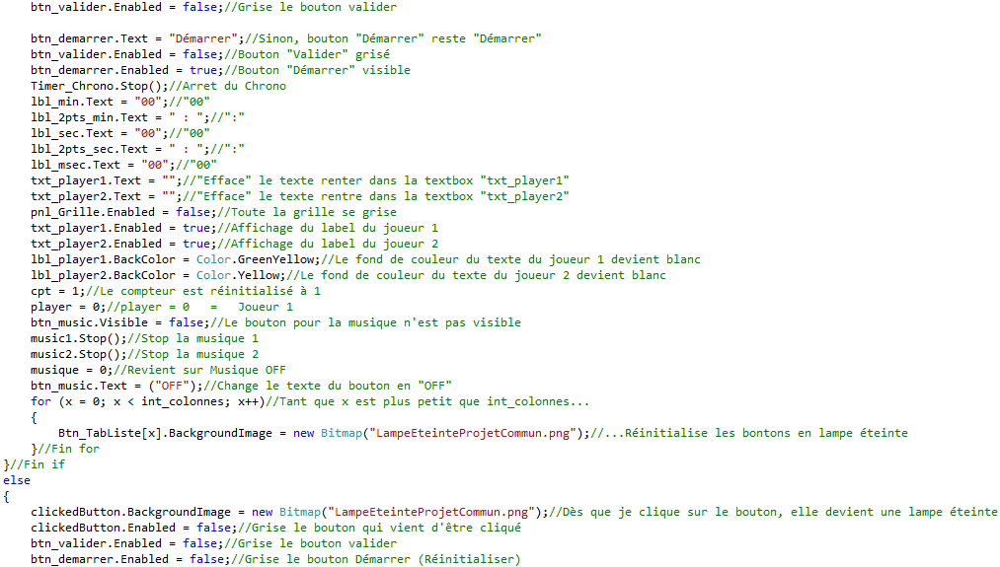 btn_valider.Enabled = false;//Grise le bouton valider
btn_demarrer.Text = "Démarrer";//Sinon, bouton "Démarrer" reste "Démarrer"
btn_valider.Enabled = false;//Bouton "Valider" grisé
btn_demarrer.Enabled = true;//Bouton "Démarrer" visible
Timer_Chrono.Stop();//Arret du Chrono
lbl_min.Text = "00";//"00"
lbl_2pts_min.Text = " : ";//":"
lbl_sec.Text = "00";//"00"
lbl_2pts_sec.Text = " : ";//":"
lbl_msec.Text = "00";//"00"
txt_player1.Text = "";//"Efface" le texte renter dans la textbox "txt_player1"
txt_player2.Text = "";//"Efface" le texte rentre dans la textbox "txt_player2"
pnl_Grille.Enabled = false;//Toute la grille se grise
txt_player1.Enabled = true;//Affichage du label du joueur 1
txt_player2.Enabled = true;//Affichage du label du joueur 2
lbl_player1.BackColor = Color.GreenYellow;//Le fond de couleur du texte du joueur 1 devient blanc
lbl_player2.BackColor = Color.Yellow;//Le fond de couleur du texte du joueur 2 devient blanc
cpt = 1;//Le compteur est réinitialisé à 1
player = 0;//player = 0   =   Joueur 1
btn_music.Visible = false;//Le bouton pour la musique n'est pas visible
music1.Stop();//Stop la musique 1
music2.Stop();//Stop la musique 2
musique = 0;//Revient sur Musique OFF
btn_music.Text = ("OFF");//Change le texte du bouton en "OFF"
for (x = 0; x < int_colonnes; x++)//Tant que x est plus petit que int_colonnes...
{
Btn_TabListe[x].BackgroundImage = new Bitmap("LampeEteinteProjetCommun.png");//...Réinitialise les bontons en lampe éteinte
}//Fin for
}//Fin if
else
{
clickedButton.BackgroundImage = new Bitmap("LampeEteinteProjetCommun.png");//Dès que je clique sur le bouton, elle devient une lampe éteinte
clickedButton.Enabled = false;//Grise le bouton qui vient d'être cliqué
btn_valider.Enabled = false;//Grise le bouton valider
btn_demarrer.Enabled = false;//Grise le bouton Démarrer (Réinitialiser)